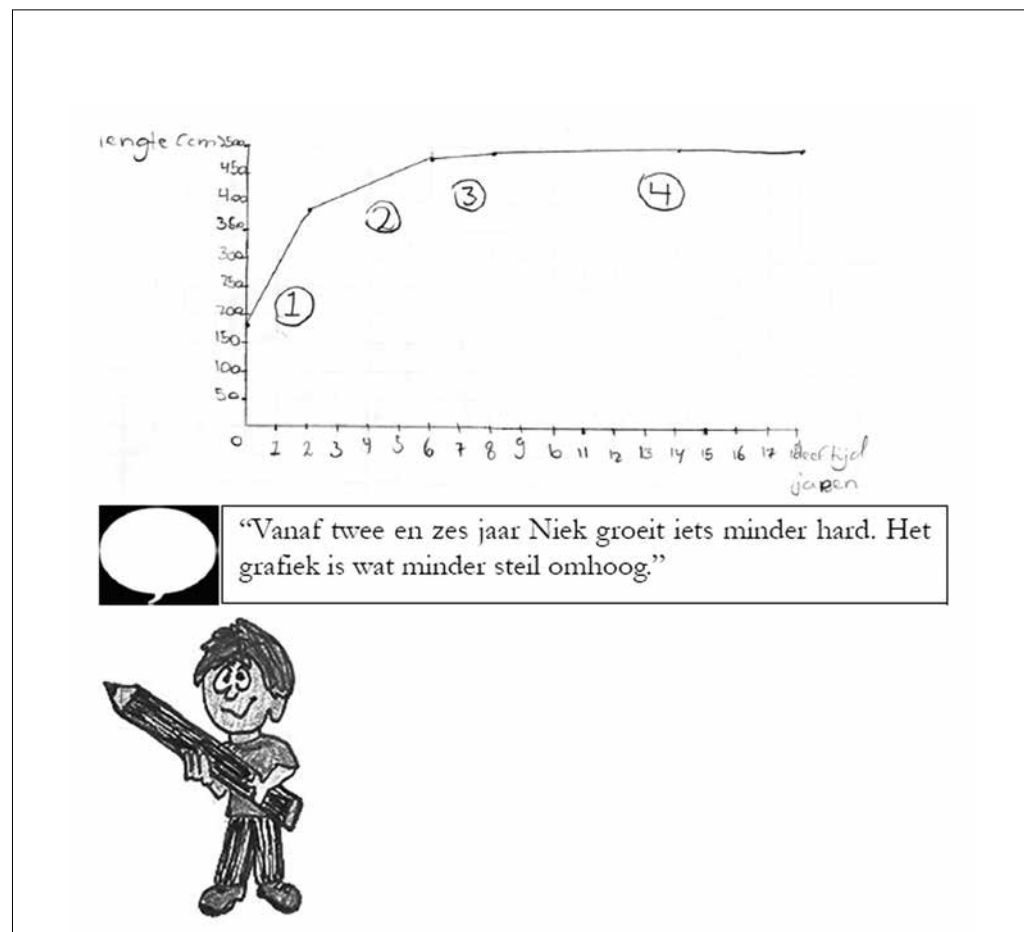 lengte (cm) 500
450
400
350
300
250
200
150
100
50
0 1 2 3 4 5 6 7 8 9 10 11 12 13 14 15 16 17
leeftijd
jaren
1
2
3
4
“Vanaf twee en zes jaar Niek groeit iets minder hard. Het
grafiek is wat minder steil omhoog.”